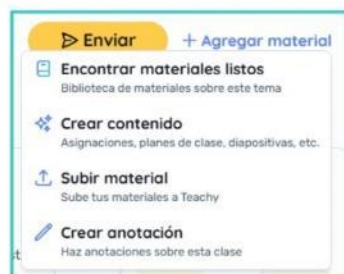 Enviar + Agregar material
Encontrar materiales listos
Biblioteca de materiales sobre este tema
Crear contenido
Asignaciones, planes de clase, diapositivas, etc.
Subir material
Sube tus materiales a Teachy
Crear anotación
Haz anotaciones sobre esta clase